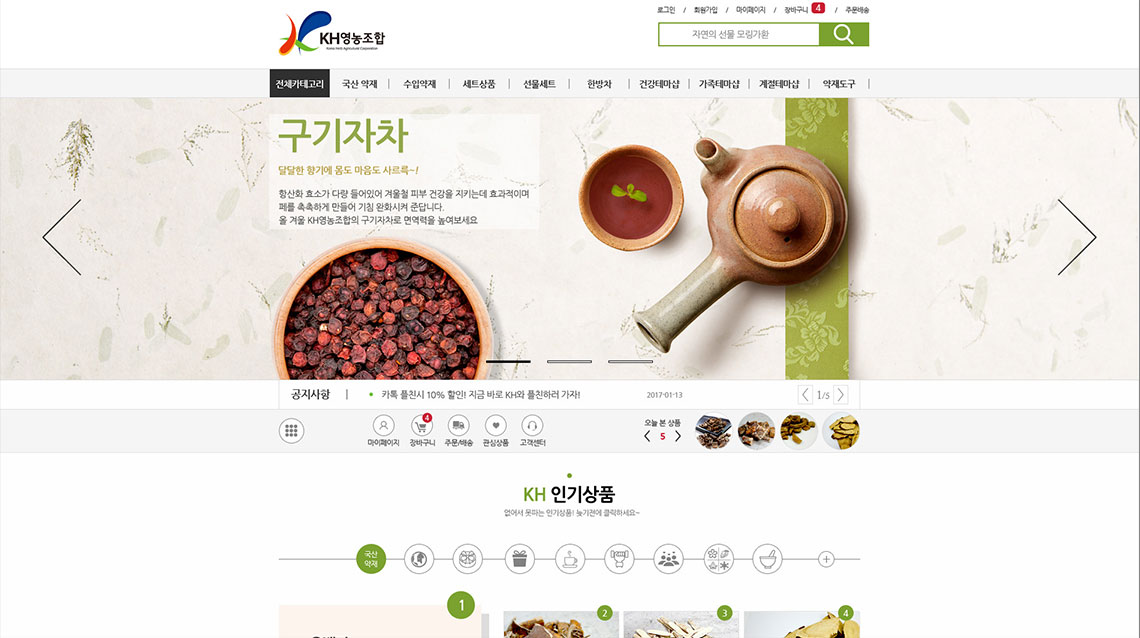 로그인 / 회원가입 / 마이페이지 / 장바구니 4 / 주문배송
KH영농조합
Korea Herb Agricultural Corporation
자연의 선물 모링가환
전체카테고리 국산 약재 수입약재 세트상품 선물세트 한방차 건강테마샵 가족테마샵 계절테마샵 약재도구
구기자차
달달한 향기에 몸도 마음도 사르륵~!
항산화 효소가 다량 들어있어 겨울철 피부 건강을 지키는데 효과적이며
폐를 촉촉하게 만들어 기침 완화시켜 준답니다.
올 겨울 KH영농조합의 구기자차로 면역력을 높여보세요
공지사항 | 카톡 플친시 10% 할인! 지금 바로 KH와 플친하러 가자! 2017-01-13 1/5
4
마이페이지 장바구니 주문/배송 관심상품 고객센터
오늘 본 상품
5
KH 인기상품
없어서 못파는 인기상품! 늦기전에 클릭하세요~
국산
약재
1
2
3
4